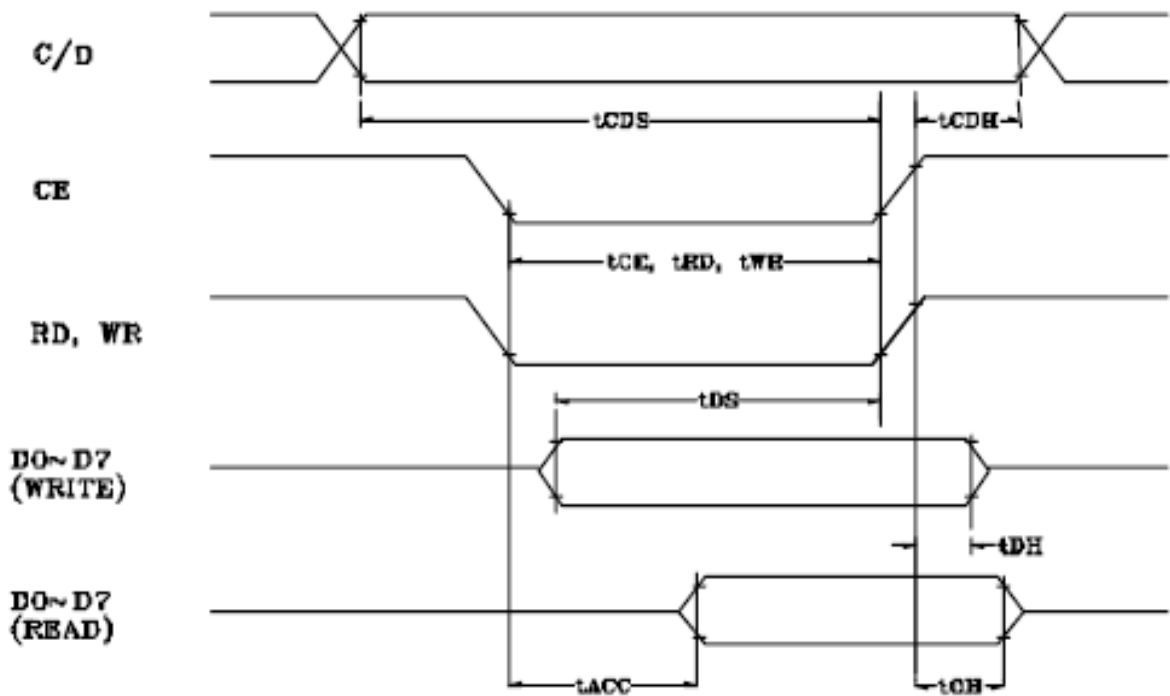 C/D
tCDS
tCDH
CE
tCE, tRD, tWR
RD, WR
tDS
D0~D7
(WRITE)
tDH
D0~D7
(READ)
tACC
tOH